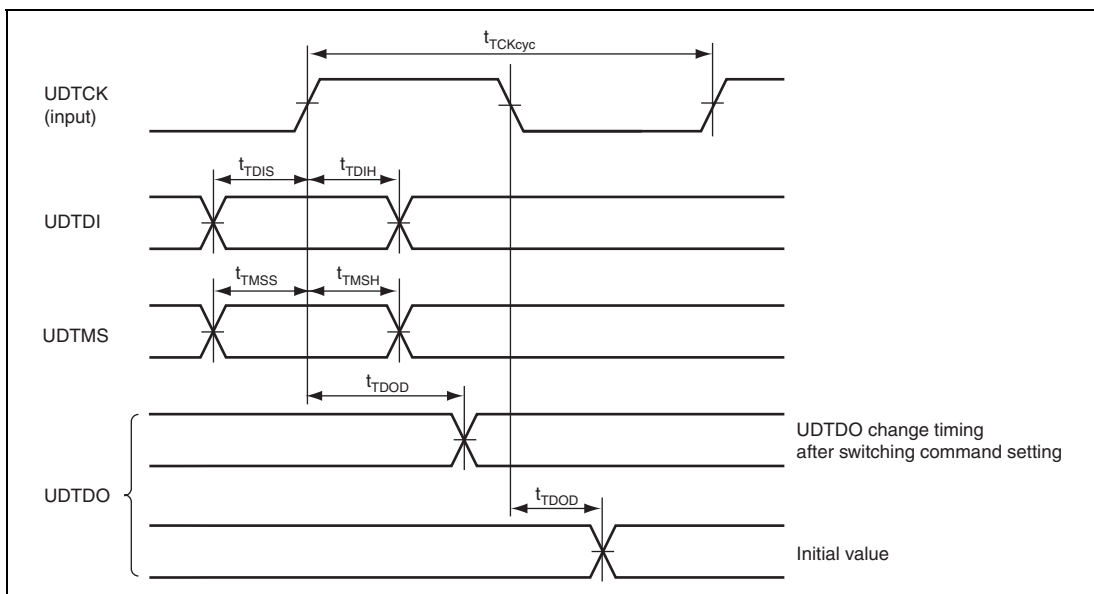 tTCKcyc
UDTCK
(input)
tTDIS
tTDIH
UDTDI
tTMSS
tTMSH
UDTMS
tTDOD
UDTDO change timing
after switching command setting
UDTDO
tTDOD
Initial value